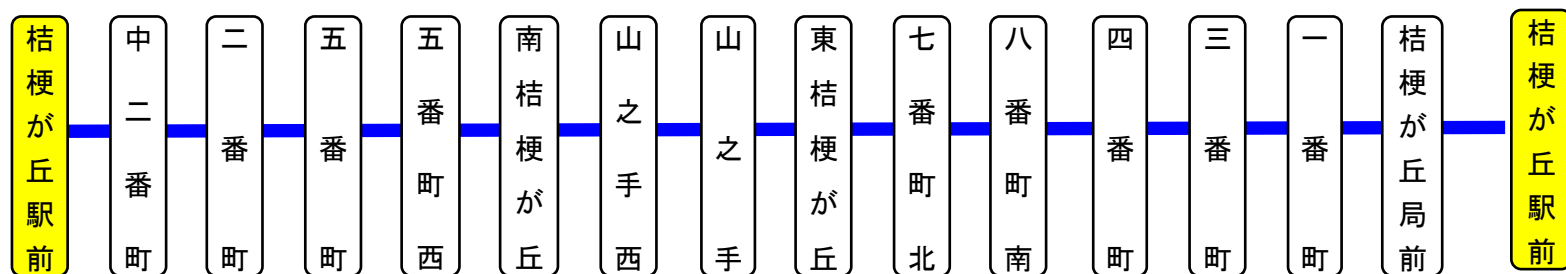 桔梗が丘駅前
中二番町
二番町
五番町
五番町西
南桔梗が丘
山之手西
山之手
東桔梗が丘
七番町北
八番町南
四番町
三番町
一番町
桔梗が丘局前
桔梗が丘駅前